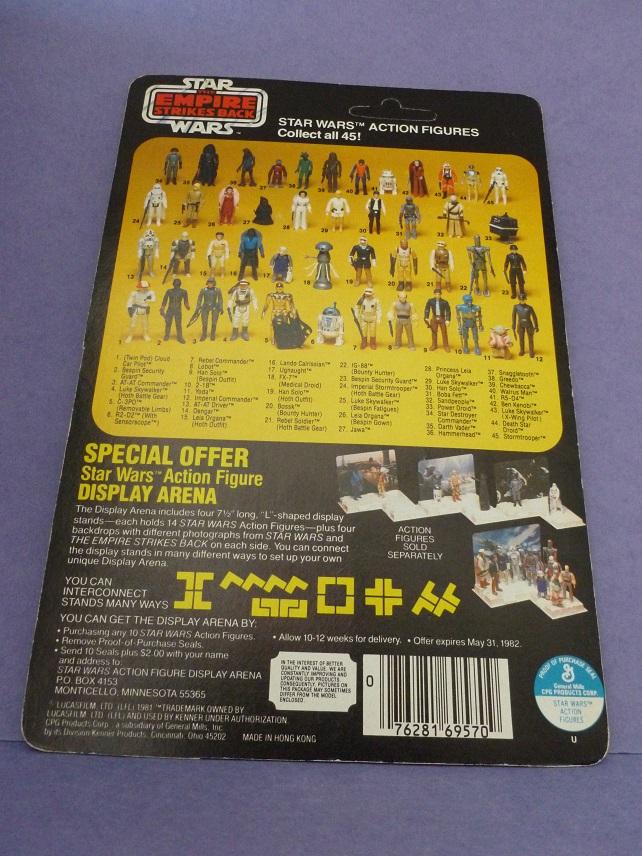 STAR
THE
EMPIRE
STRIKES BACK
WARS™
STAR WARS™ ACTION FIGURES
Collect all 45!
1. (Twin Pod) Cloud
Car Pilot™
2. Bespin Security
Guard™
3. AT-AT Commander™
4. Luke Skywalker™
(Hoth Battle Gear)
5. C-3PO™
(Removable Limbs)
6. R2-D2™ (With
Sensorscope™)
7. Rebel Commander™
8. Lobot™
9. Han Solo™
(Bespin Outfit)
10. 2-1B™
11. Yoda™
12. Imperial Commander™
13. AT-AT Driver™
14. Dengar™
15. Leia Organa™
(Hoth Outfit)
16. Lando Calrissian™
17. Ugnaught™
18. FX-7™
(Medical Droid)
19. Han Solo™
(Hoth Outfit)
20. Bossk™
(Bounty Hunter)
21. Rebel Soldier™
(Hoth Battle Gear)
22. IG-88™
(Bounty Hunter)
23. Bespin Security Guard™
24. Imperial Stormtrooper™
(Hoth Battle Gear)
25. Luke Skywalker™
(Bespin Fatigues)
26. Leia Organa™
(Bespin Gown)
27. Jawa™
28. Princess Leia
Organa™
29. Luke Skywalker™
30. Han Solo™
31. Boba Fett™
32. Sandpeople™
33. Power Droid™
34. Star Destroyer
Commander™
35. Darth Vader™
36. Hammerhead™
37. Snaggletooth™
38. Greedo™
39. Chewbacca™
40. Walrus Man™
41. R5-D4™
42. Ben Kenobi™
43. Luke Skywalker™
(X-Wing Pilot)
44. Death Star
Droid™
45. Stormtrooper™
SPECIAL OFFER
Star Wars™ Action Figure
DISPLAY ARENA
The Display Arena includes four 7½" long, "L"-shaped display
stands—each holds 14 STAR WARS Action Figures—plus four
backdrops with different photographs from STAR WARS and
THE EMPIRE STRIKES BACK on each side. You can connect
the display stands in many different ways to set up your own
unique Display Arena.
ACTION
FIGURES
SOLD
SEPARATELY
YOU CAN
INTERCONNECT
STANDS MANY WAYS
YOU CAN GET THE DISPLAY ARENA BY:
• Purchasing any 10 STAR WARS Action Figures.
• Remove Proof-of-Purchase Seals.
• Send 10 Seals plus $2.00 with your name
and address to:
STAR WARS ACTION FIGURE DISPLAY ARENA
P.O. BOX 4153
MONTICELLO, MINNESOTA 55365
• Allow 10-12 weeks for delivery. • Offer expires May 31, 1982.
© LUCASFILM, LTD. (LFL) 1981 ™TRADEMARK OWNED BY
LUCASFILM LTD. (LFL) AND USED BY KENNER UNDER AUTHORIZATION.
CPG Products Corp., a subsidiary of General Mills, Inc.
by its Division Kenner Products, Cincinnati, Ohio 45202
MADE IN HONG KONG
IN THE INTEREST OF BETTER
QUALITY AND VALUE, WE ARE
CONSTANTLY IMPROVING AND
UPDATING OUR PRODUCTS.
CONSEQUENTLY, PICTURES ON
THIS PACKAGE MAY SOMETIMES
DIFFER FROM THE MODEL
ENCLOSED.
0
76281 69570
PROOF OF PURCHASE SEAL
General Mills
CPG PRODUCTS CORP.
STAR WARS™
ACTION
FIGURES
U